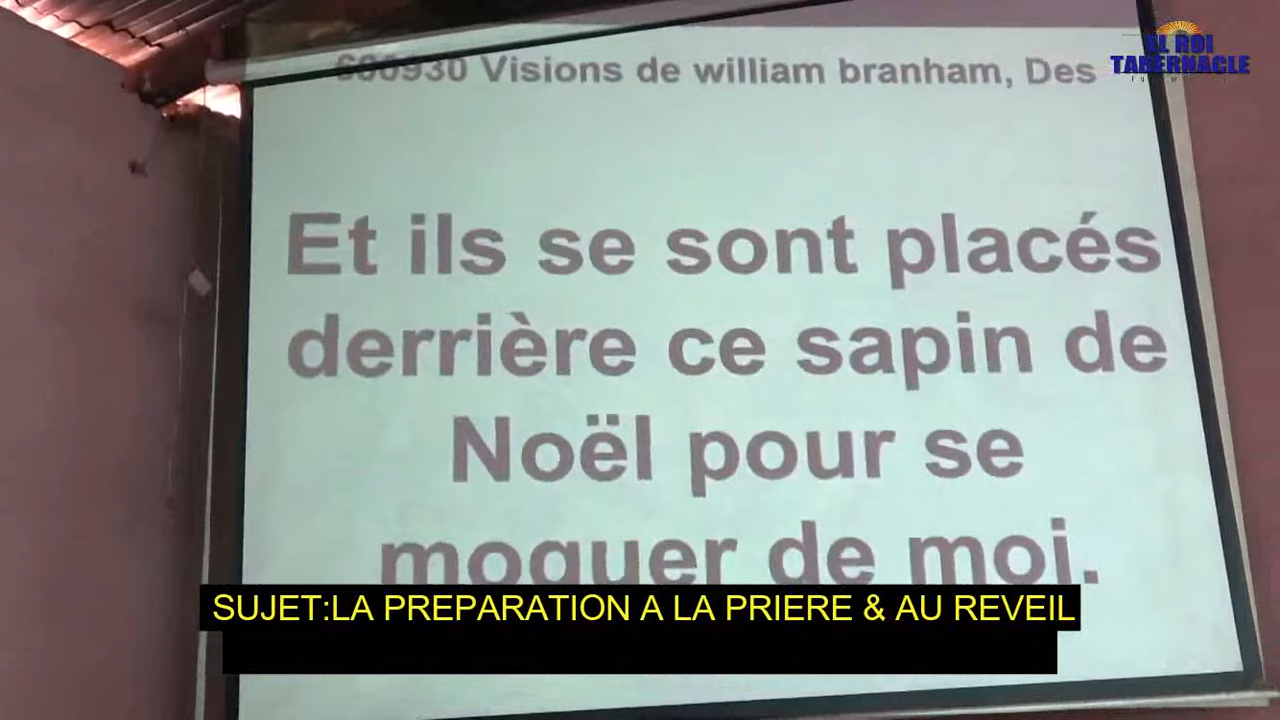 EL ROI
TABERNACLE
600930 Visions de william branham, Des
Et ils se sont placés
derrière ce sapin de
Noël pour se
moquer de moi.
SUJET:LA PREPARATION A LA PRIERE & AU REVEIL